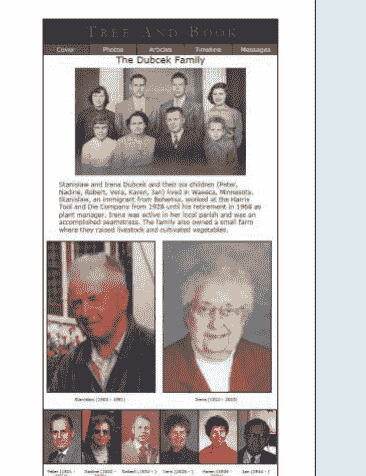 TREE AND BOOK
Cover Photos Articles Timeline Messages
The Dubcek Family
Stanislaw and Irena Dubcek and their six children (Peter,
Nadine, Robert, Vera, Karen, Jan) lived in Waseca, Minnesota.
Stanislaw, an immigrant from Bohemia, worked at the Harris
Tool and Die Company from 1928 until his retirement in 1968 as
plant manager. Irena was active in her local parish and was an
accomplished seamstress. The family also owned a small farm
where they raised livestock and cultivated vegetables.
Stanislaw
Irena
Peter Nadine Robert Vera Karen Jan